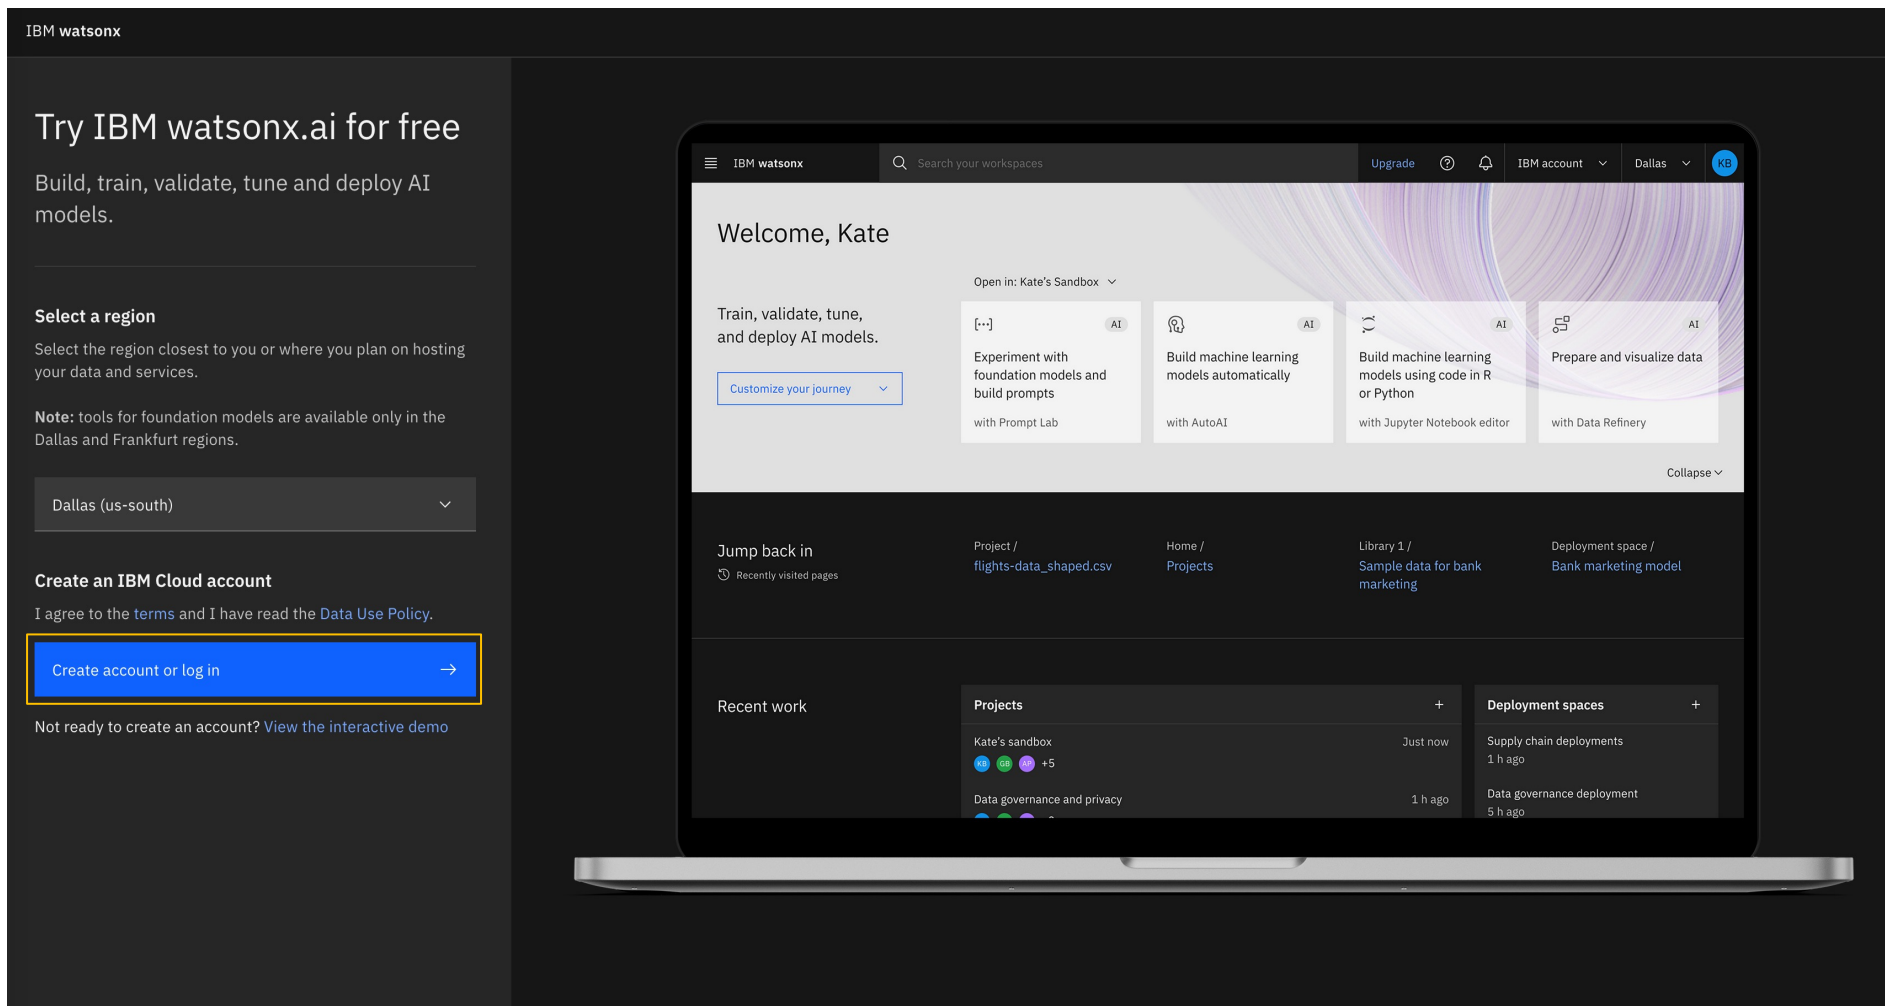 IBM watsonx
Try IBM watsonx.ai for free
Build, train, validate, tune and deploy AI
models.
Select a region
Select the region closest to you or where you plan on hosting
your data and services.
Note: tools for foundation models are available only in the
Dallas and Frankfurt regions.
Dallas (us-south)
Create an IBM Cloud account
I agree to the terms and I have read the Data Use Policy.
Create account or log in
Not ready to create an account? View the interactive demo
IBM watsonx
Search your workspaces
Upgrade
IBM account
Dallas
KB
Welcome, Kate
Train, validate, tune,
and deploy AI models.
Customize your journey
Open in: Kate's Sandbox
AI
Experiment with
foundation models and
build prompts
with Prompt Lab
AI
Build machine learning
models automatically
with AutoAI
AI
Build machine learning
models using code in R
or Python
with Jupyter Notebook editor
AI
Prepare and visualize data
with Data Refinery
Collapse
Jump back in
Recently visited pages
Project /
flights-data_shaped.csv
Home /
Projects
Library 1 /
Sample data for bank
marketing
Deployment space /
Bank marketing model
Recent work
Projects
Kate's sandbox
Just now
KB GB AP +5
Data governance and privacy
1 h ago
Deployment spaces
Supply chain deployments
1 h ago
Data governance deployment
5 h ago